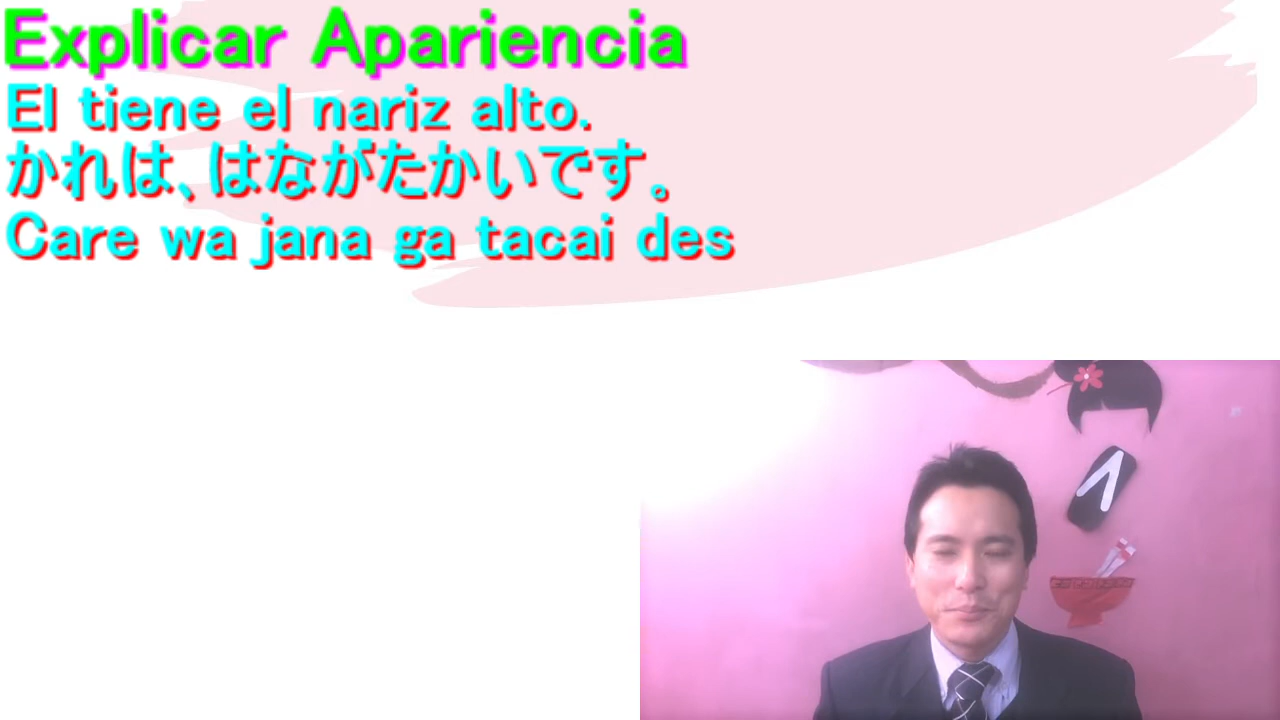 Explicar Apariencia
El tiene el nariz alto.
かれは、はながたかいです。
Care wa jana ga tacai des